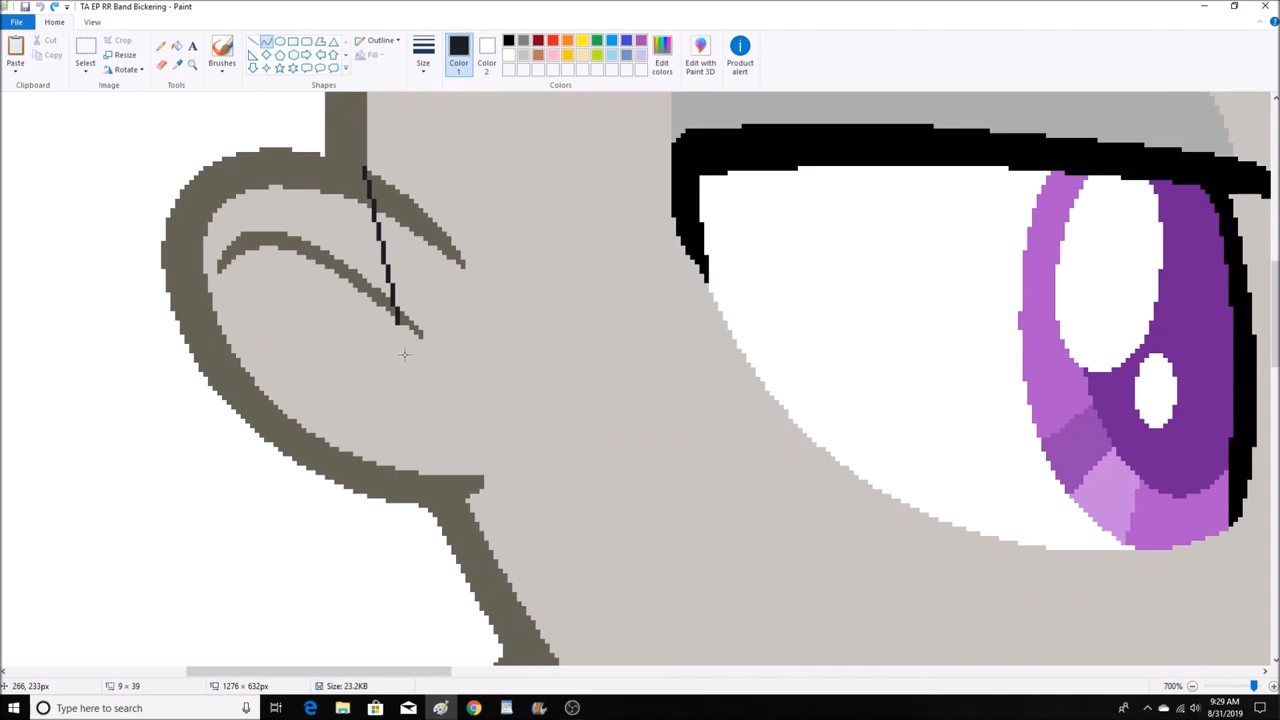 TA EP RR Band Bickering - Paint
File
Home
View
Paste
Cut
Copy
Clipboard
Select
Crop
Resize
Rotate
Image
A
Tools
Brushes
Outline
Fill
Shapes
Size
Color 1
Color 2
Edit colors
Colors
Edit with Paint 3D
Product alert
266, 233px
9 × 39
1276 × 632px
Size: 23.2KB
700%
Type here to search
9:29 AM
8/31/2019